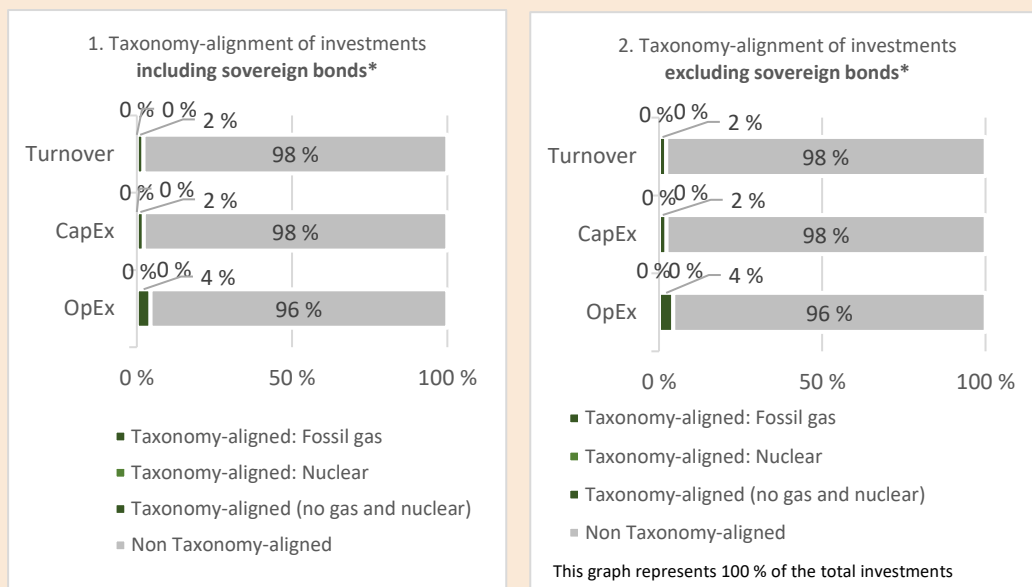 1. Taxonomy-alignment of investments
including sovereign bonds*
0 % 0 %
2 %
Turnover
98 %
0 % 0 %
2 %
CapEx
98 %
0 % 0 %
4 %
OpEx
96 %
0 % 50 % 100 %
Taxonomy-aligned: Fossil gas
Taxonomy-aligned: Nuclear
Taxonomy-aligned (no gas and nuclear)
Non Taxonomy-aligned
2. Taxonomy-alignment of investments
excluding sovereign bonds*
0 % 0 %
2 %
Turnover
98 %
0 % 0 %
2 %
CapEx
98 %
0 % 0 %
4 %
OpEx
96 %
0 % 50 % 100 %
Taxonomy-aligned: Fossil gas
Taxonomy-aligned: Nuclear
Taxonomy-aligned (no gas and nuclear)
Non Taxonomy-aligned
This graph represents 100 % of the total investments